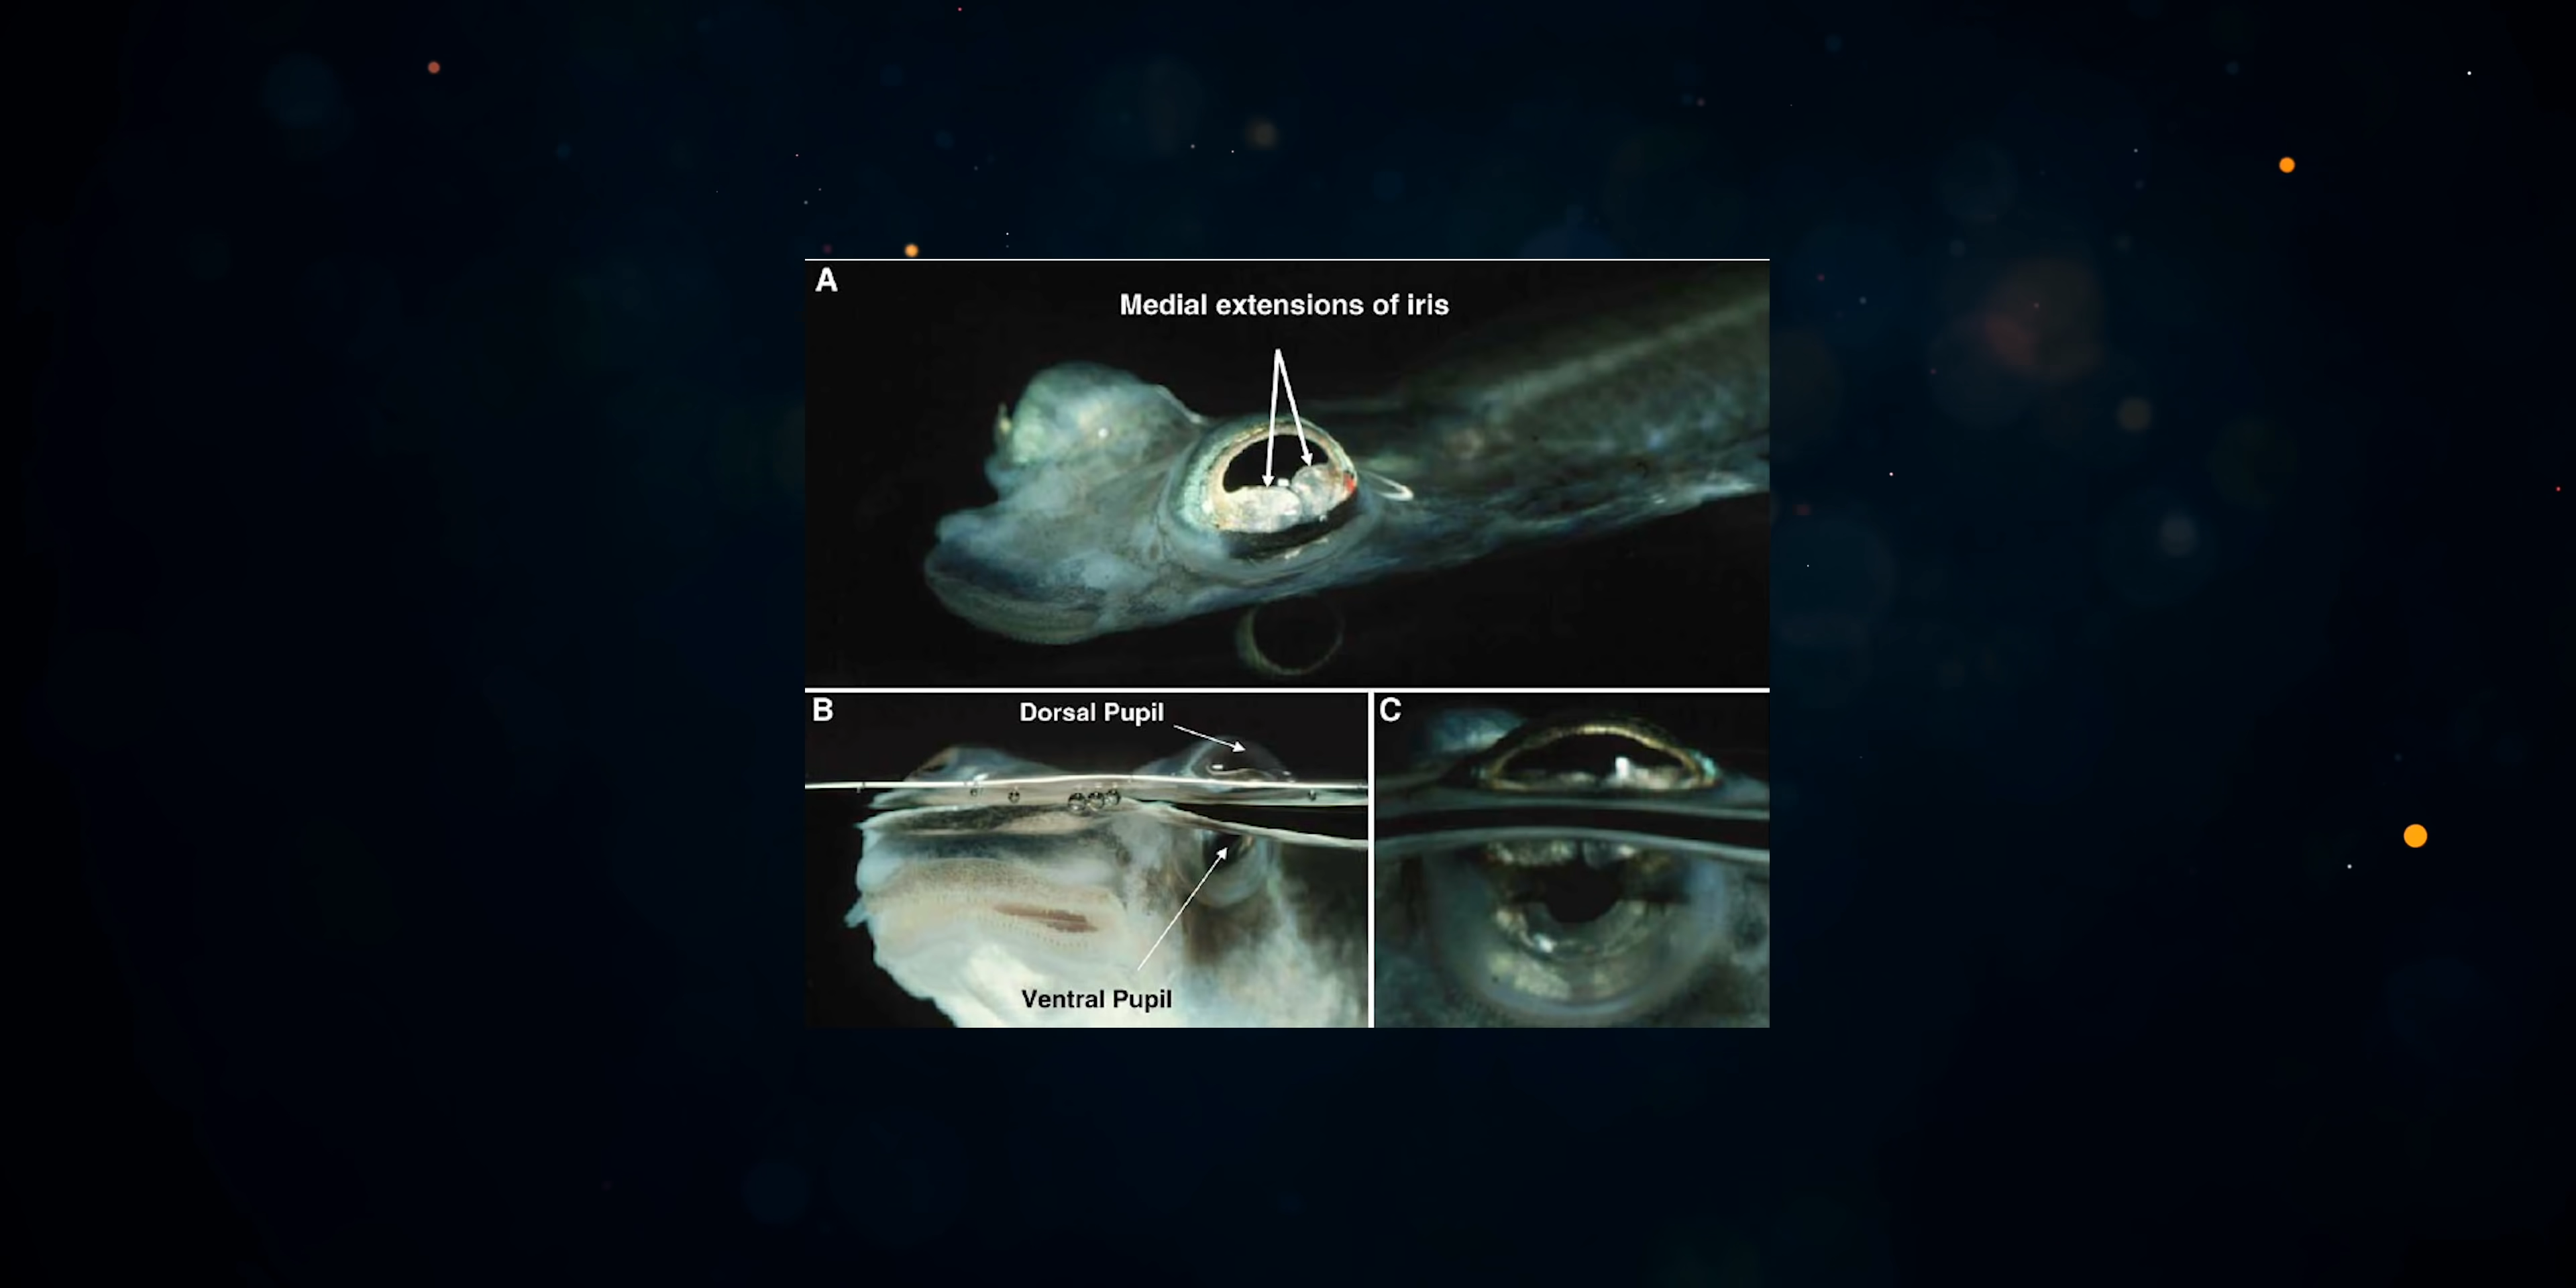 A
Medial extensions of iris
B
Dorsal Pupil
C
Ventral Pupil